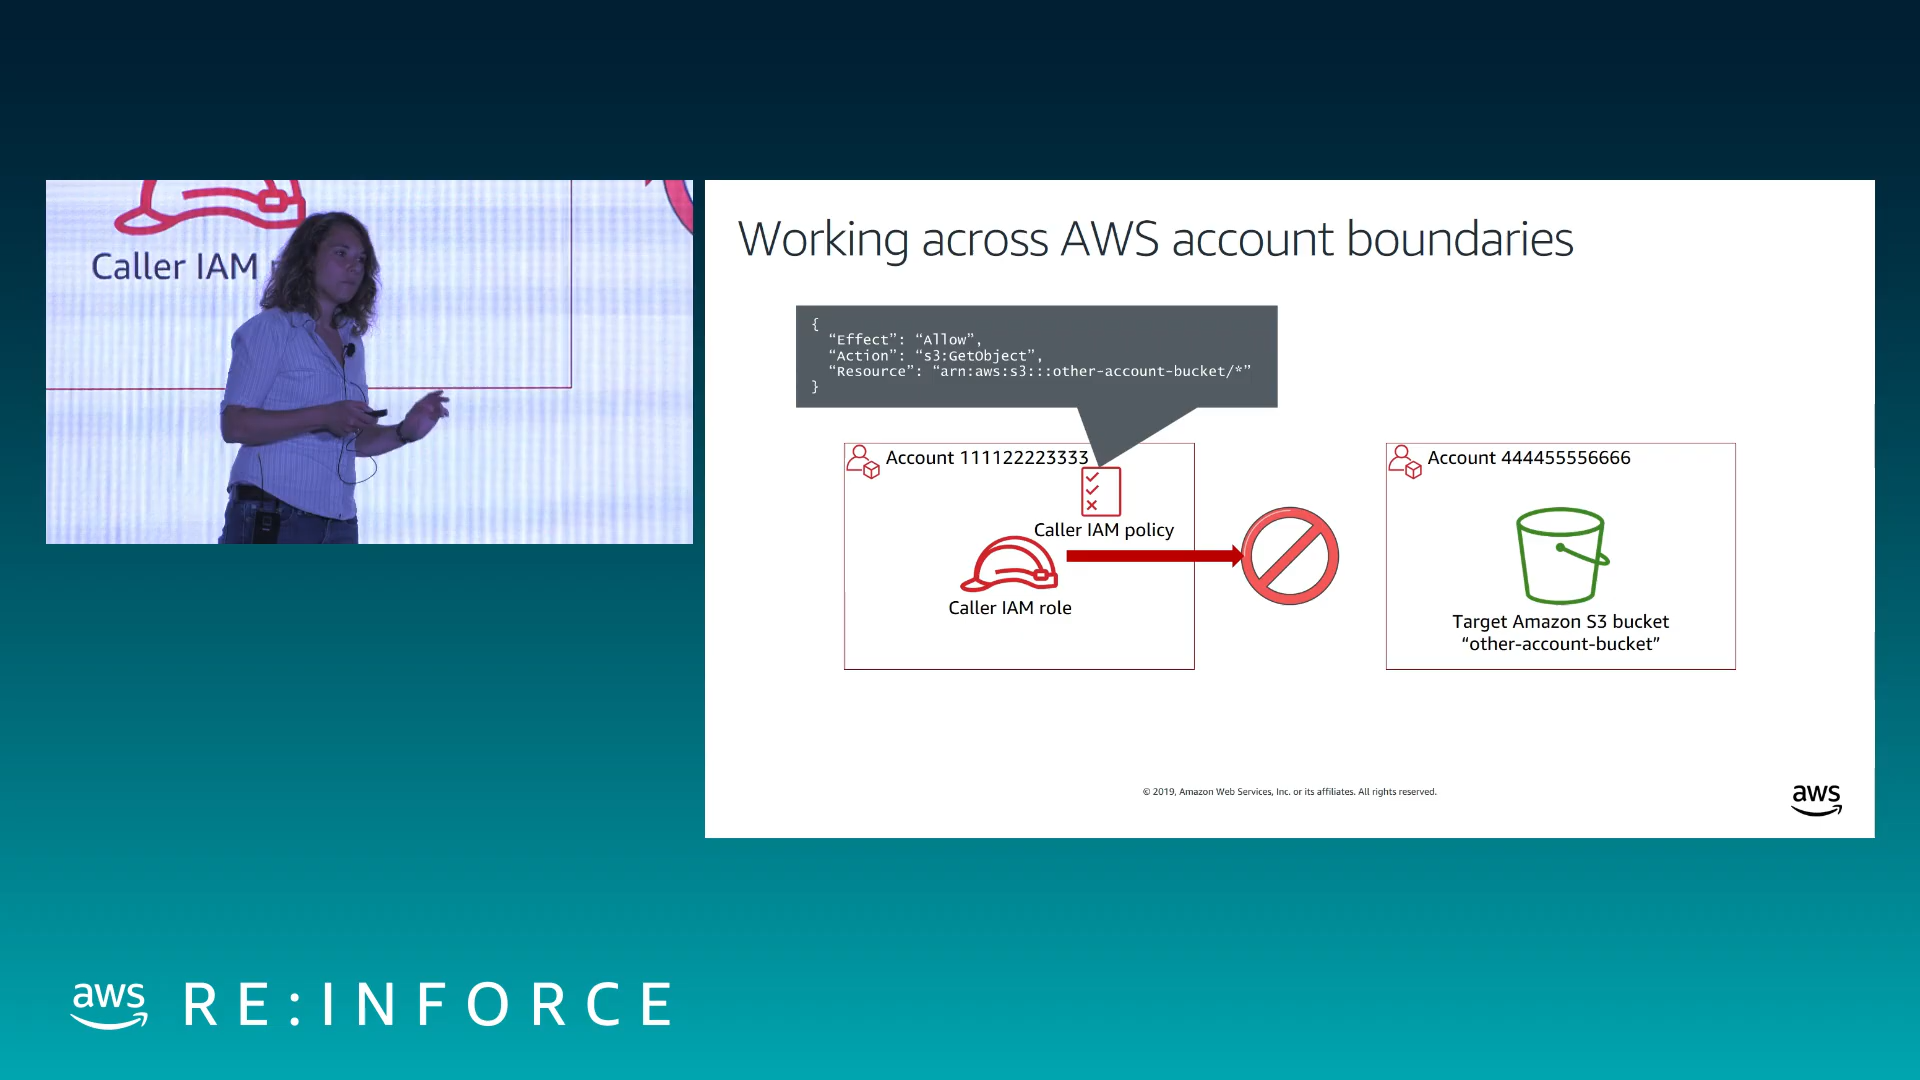 Caller IAM
Working across AWS account boundaries
{
“Effect”: “Allow”,
“Action”: “s3:GetObject”,
“Resource”: “arn:aws:s3:::other-account-bucket/*”
}
Account 111122223333
Caller IAM policy
Caller IAM role
Account 444455556666
Target Amazon S3 bucket
“other-account-bucket”
© 2019, Amazon Web Services, Inc. or its affiliates. All rights reserved.
aws
aws RE:INFORCE